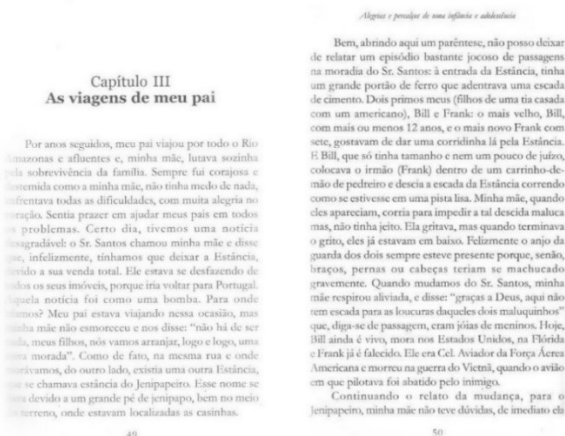 Capítulo III
As viagens de meu pai
Por anos seguidos, meu pai viajou por todo o Rio
Amazonas e afluentes e, minha mãe, lutava sozinha
pela sobrevivência da família. Sempre fui corajosa e
destemida como a minha mãe, não tinha medo de nada,
enfrentava todas as dificuldades, com muita alegria no
coração. Sentia prazer em ajudar meus pais em todos
os problemas. Certo dia, tivemos uma notícia
desagradável: o Sr. Santos chamou minha mãe e disse
que, infelizmente, tínhamos que deixar a Estância,
devido a sua venda total. Ele estava se desfazendo de
todos os seus imóveis, porque iria voltar para Portugal.
Aquela notícia foi como uma bomba. Para onde
iríamos? Meu pai estava viajando nessa ocasião, mas
minha mãe não esmoreceu e nos disse: "não há de ser
nada, meus filhos, nós vamos arranjar, logo e logo, uma
morada". Como de fato, na mesma rua e onde
morávamos, do outro lado, existia uma outra Estância,
que se chamava estância do Jenipapeiro. Esse nome se
devido a um grande pé de jenipapo, bem no meio
terreno, onde estavam localizadas as casinhas.
49
Alegrias e percalços de uma infância e adolescência
Bem, abrindo aqui um parêntese, não posso deixar
de relatar um episódio bastante jocoso de passagens
na moradia do Sr. Santos: à entrada da Estância, tinha
um grande portão de ferro que adentrava uma escada
de cimento. Dois primos meus (filhos de uma tia casada
com um americano), Bill e Frank: o mais velho, Bill,
com mais ou menos 12 anos, e o mais novo Frank com
sete, gostavam de dar uma corridinha lá pela Estância.
E Bill, que só tinha tamanho e nem um pouco de juízo,
colocava o irmão (Frank) dentro de um carrinho-de-
mão de pedreiro e descia a escada da Estância correndo
como se estivesse em uma pista lisa. Minha mãe, quando
eles apareciam, corria para impedir a tal descida maluca
mas, não tinha jeito. Ela gritava, mas quando terminava
o grito, eles já estavam em baixo. Felizmente o anjo da
guarda dos dois sempre esteve presente porque, senão,
braços, pernas ou cabeças teriam se machucado
gravemente. Quando mudamos do Sr. Santos, minha
mãe respirou aliviada, e disse: "graças a Deus, aqui não
tem escada para as loucuras daqueles dois maluquinhos"
que, diga-se de passagem, eram jóias de meninos. Hoje,
Bill ainda é vivo, mora nos Estados Unidos, na Flórida
e Frank já é falecido. Ele era Cel. Aviador da Força Áerea
Americana e morreu na guerra do Vietnã, quando o avião
em que pilotava foi abatido pelo inimigo.
Continuando o relato da mudança, para o
Jenipapeiro, minha mãe não teve dúvidas, de imediato ela
50